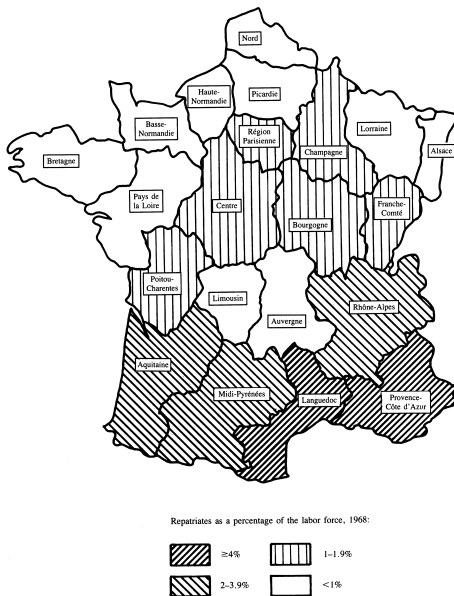 Nord
Haute-
Normandie
Picardie
Basse-
Normandie
Région
Parisienne
Champagne
Lorraine
Alsace
Bretagne
Pays de
la Loire
Centre
Bourgogne
Franche-
Comté
Poitou-
Charentes
Limousin
Auvergne
Rhône-Alpes
Aquitaine
Midi-Pyrénées
Languedoc
Provence-
Côte d'Azur
Repatriates as a percentage of the labor force, 1968:
≥4%
1–1.9%
2–3.9%
<1%